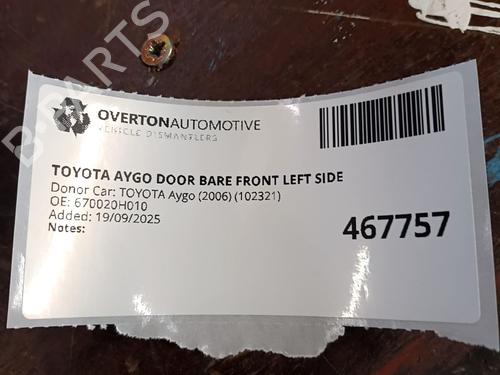 B-PARTS
OVERTONAUTOMOTIVE
VEHICLE DISMANTLERS
TOYOTA AYGO DOOR BARE FRONT LEFT SIDE
Donor Car: TOYOTA Aygo (2006) (102321)
OE: 670020H010
Added: 19/09/2025
Notes:
467757